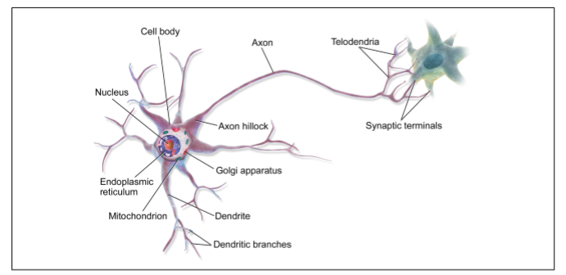 Cell body
Axon
Telodendria
Nucleus
Axon hillock
Synaptic terminals
Golgi apparatus
Endoplasmic
reticulum
Mitochondrion
Dendrite
Dendritic branches